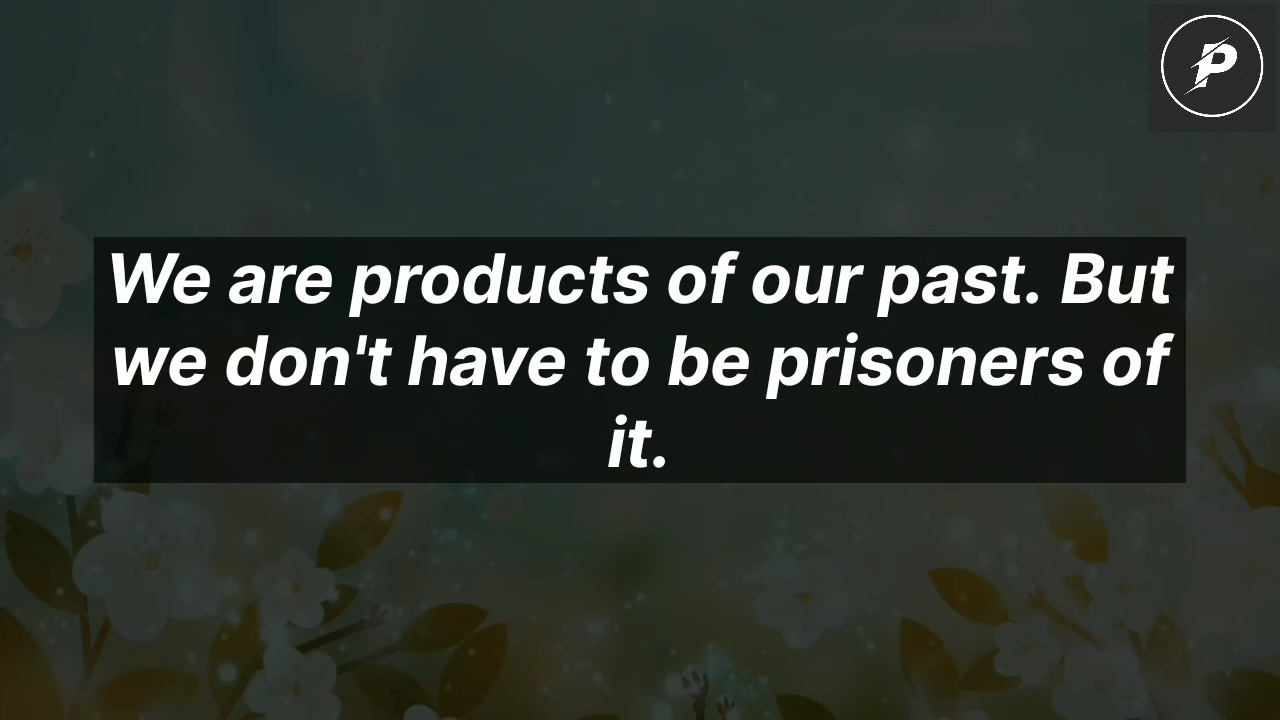 We are products of our past. But
we don't have to be prisoners of
it.
P